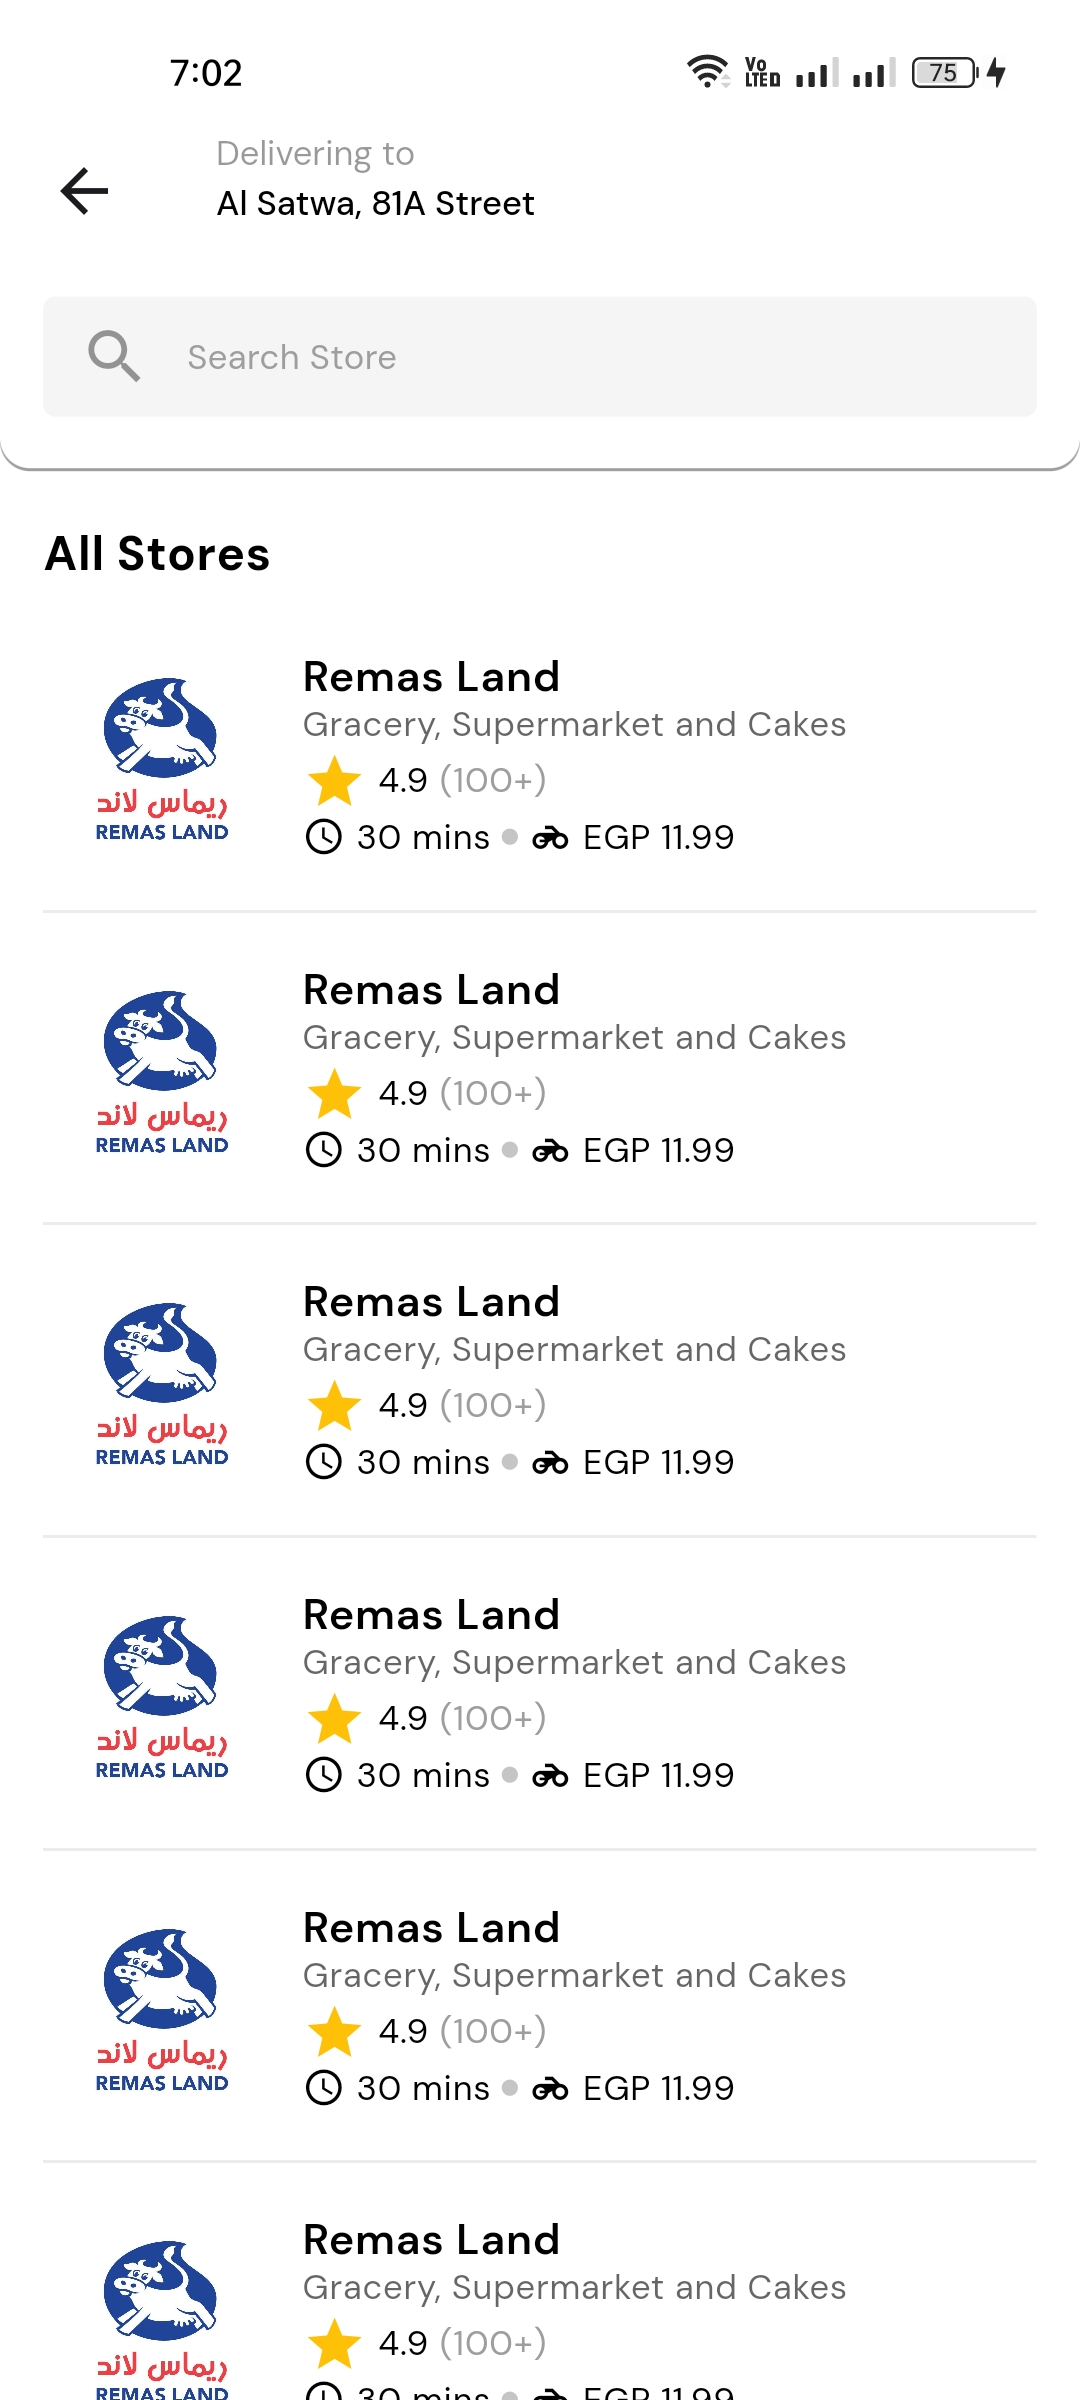 7:02
Vo
LTED
75
Delivering to
Al Satwa, 81A Street
Search Store
All Stores
Remas Land
Gracery, Supermarket and Cakes
4.9 (100+)
30 mins EGP 11.99
ريماس لاند
REMAS LAND
Remas Land
Gracery, Supermarket and Cakes
4.9 (100+)
30 mins EGP 11.99
ريماس لاند
REMAS LAND
Remas Land
Gracery, Supermarket and Cakes
4.9 (100+)
30 mins EGP 11.99
ريماس لاند
REMAS LAND
Remas Land
Gracery, Supermarket and Cakes
4.9 (100+)
30 mins EGP 11.99
ريماس لاند
REMAS LAND
Remas Land
Gracery, Supermarket and Cakes
4.9 (100+)
30 mins EGP 11.99
ريماس لاند
REMAS LAND
Remas Land
Gracery, Supermarket and Cakes
4.9 (100+)
30 mins EGP 11.99
ريماس لاند
REMAS LAND